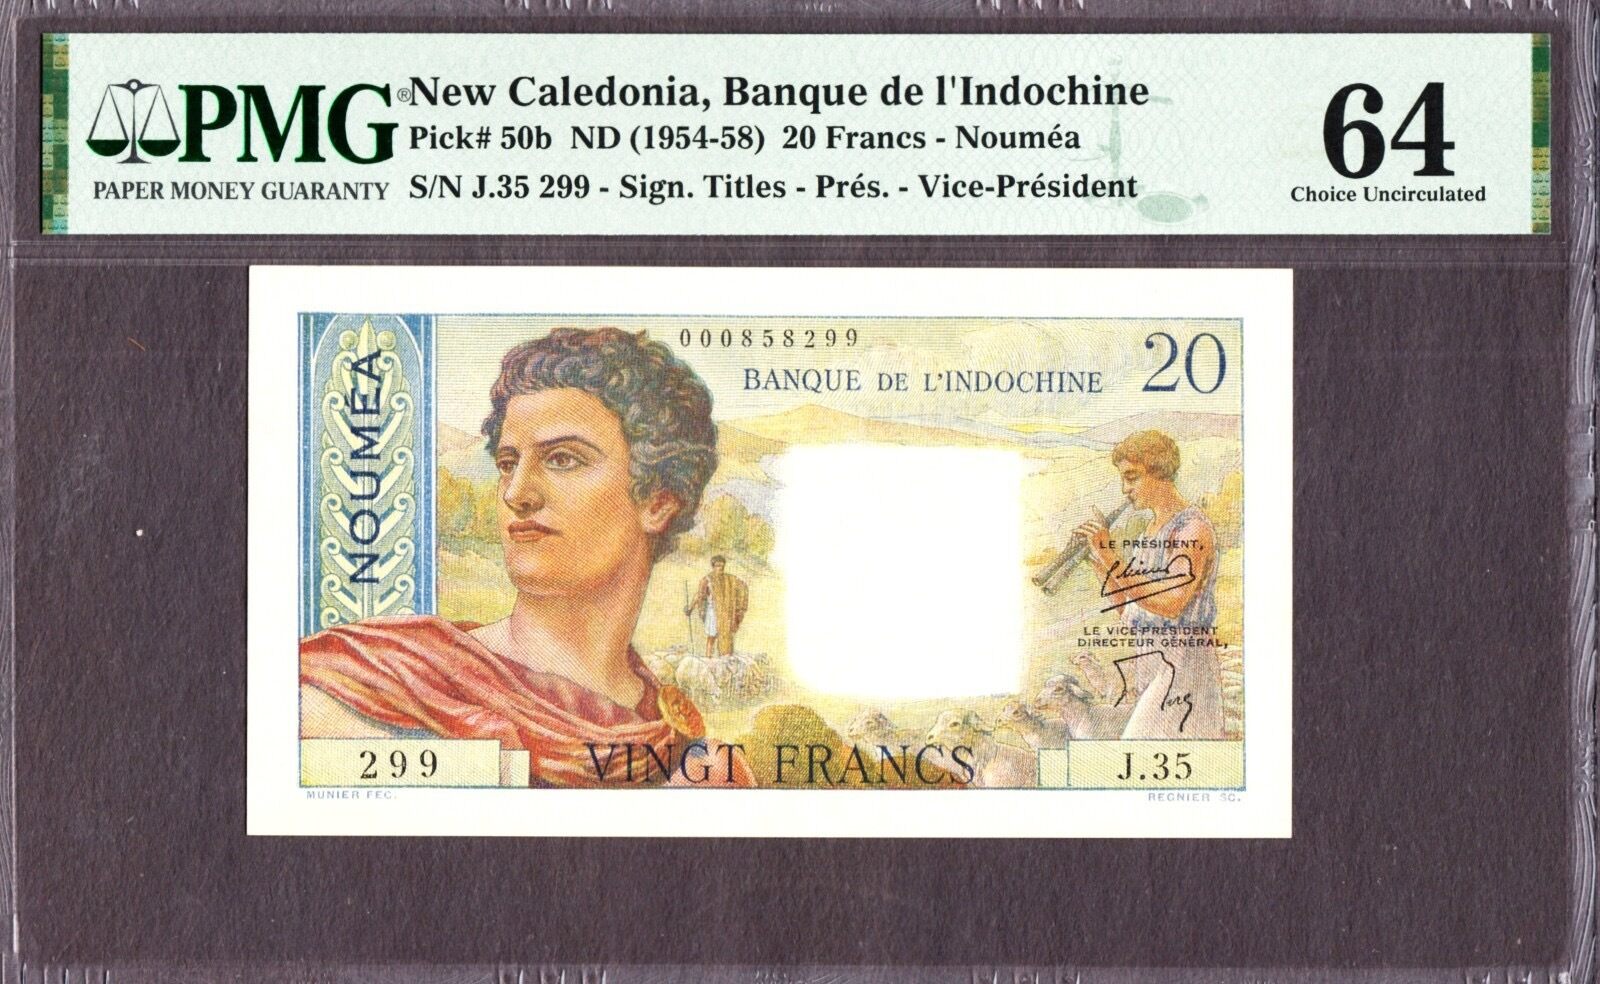 PMG®
PAPER MONEY GUARANTY
New Caledonia, Banque de l'Indochine
Pick# 50b ND (1954-58) 20 Francs - Nouméa
S/N J.35 299 - Sign. Titles - Prés. - Vice-Président
64
Choice Uncirculated
NOUMÉA
000858299
BANQUE DE L'INDOCHINE
20
LE PRÉSIDENT,
LE VICE-PRÉSIDENT
DIRECTEUR GÉNÉRAL,
299
VINGT FRANCS
J.35
MUNIER FEC.
REGNIER SC.